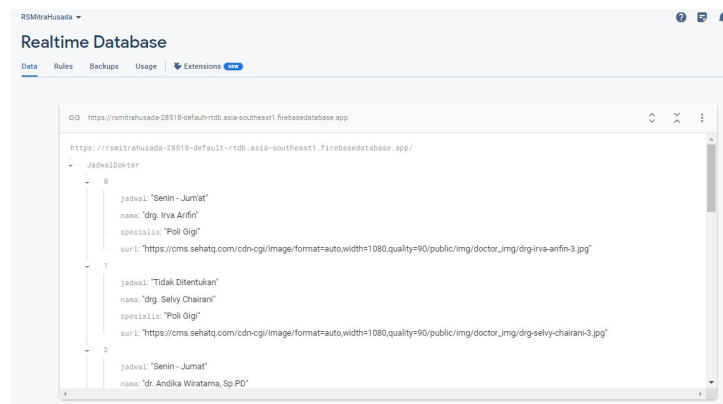 RSMitraHusada
Realtime Database
Data Rules Backups Usage Extensions NEW
https://rsmitrahusada-28518-default-rtdb.asia-southeast1.firebasedatabase.app
https://rsmitrahusada-28518-default-rtdb.asia-southeast1.firebasedatabase.app/
JadwalDokter
0
jadwal: "Senin - Jum'at"
nama: "drg. Irva Arifin"
spesialis: "Poli Gigi"
surl: "https://cms.sehatq.com/cdn-cgi/image/format=auto,width=1080,quality=90/public/img/doctor_img/drg-irva-arifin-3.jpg"
1
jadwal: "Tidak Ditentukan"
nama: "drg. Selvy Chairani"
spesialis: "Poli Gigi"
surl: "https://cms.sehatq.com/cdn-cgi/image/format=auto,width=1080,quality=90/public/img/doctor_img/drg-selvy-chairani-3.jpg"
2
jadwal: "Senin - Jumat"
nama: "dr. Andika Wiratama, Sp.PD"